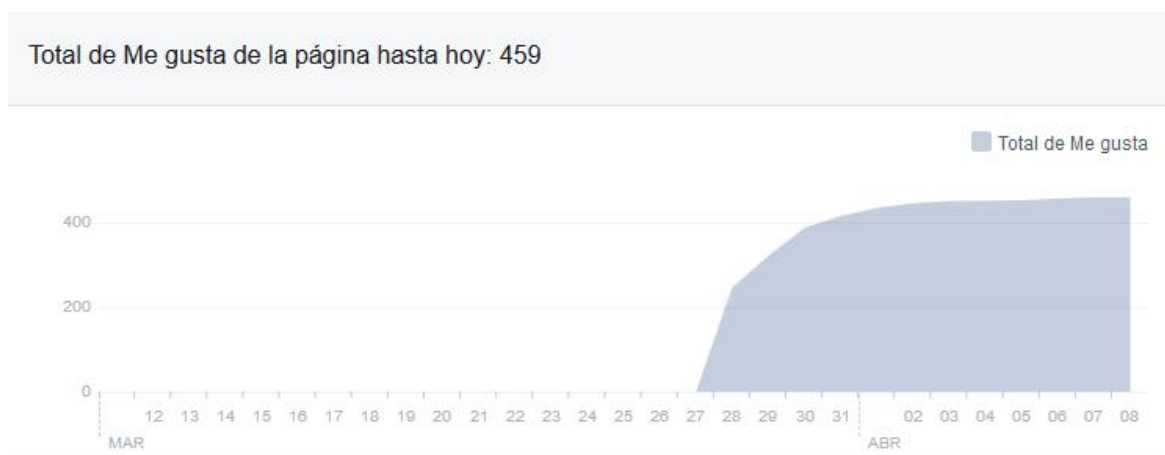 Total de Me gusta de la página hasta hoy: 459
Total de Me gusta
400
200
0
12 13 14 15 16 17 18 19 20 21 22 23 24 25 26 27 28 29 30 31 02 03 04 05 06 07 08
MAR ABR